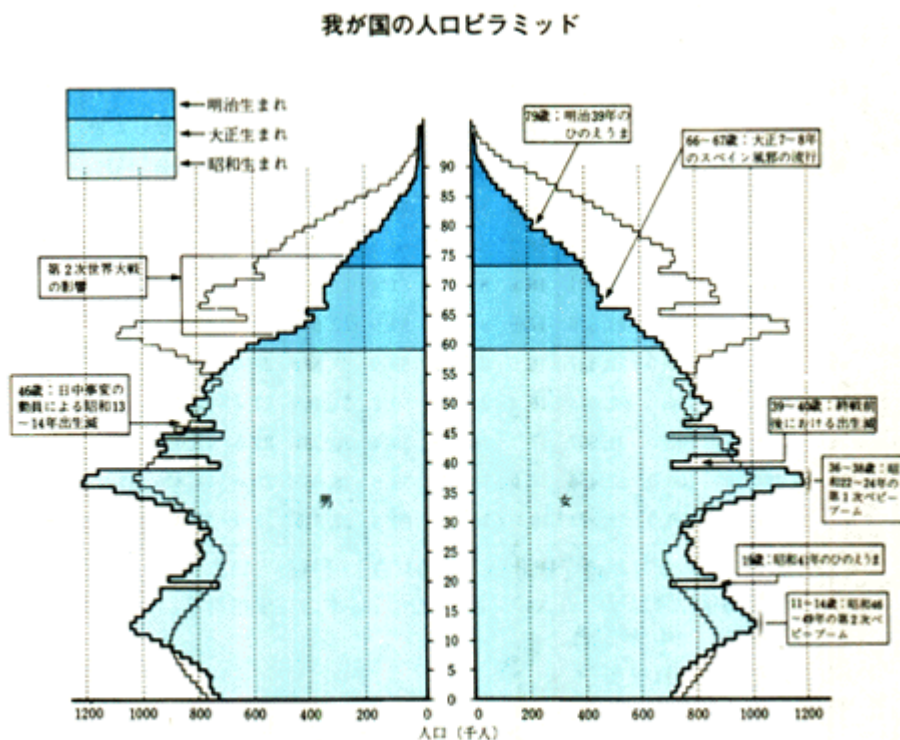 我が国の人口ピラミッド
明治生まれ
大正生まれ
昭和生まれ
79歳：明治39年の
ひのえうま
66～67歳：大正7～8年
のスペイン風邪の流行
第2次世界大戦
の影響
46歳：日中事変の
動員による昭和13
～14年出生減
39～40歳：終戦前
後における出生減
36～38歳：昭
和22～24年の
第1次ベビー
ブーム
19歳：昭和41年のひのえうま
11～14歳：昭和46
～49年の第2次ベ
ビーブーム
男
女
90
85
80
75
70
65
60
55
50
45
40
35
30
25
20
15
10
5
0
1200 1000 800 600 400 200 0
0 200 400 600 800 1000 1200
人口（千人）